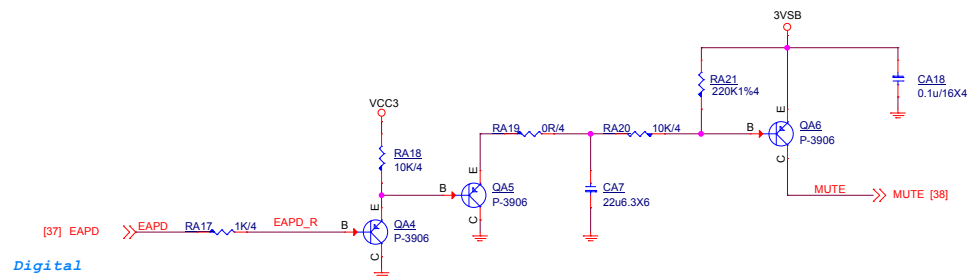 3VSB
RA21
220K1%4
CA18
0.1u/16X4
VCC3
E
RA19
0R/4
RA20
10K/4
B
QA6
P-3906
RA18
10K/4
E
C
B
QA5
P-3906
CA7
22u6.3X6
MUTE
MUTE [38]
E
C
[37] EAPD
EAPD
RA17
1K/4
EAPD_R
B
QA4
P-3906
C
Digital